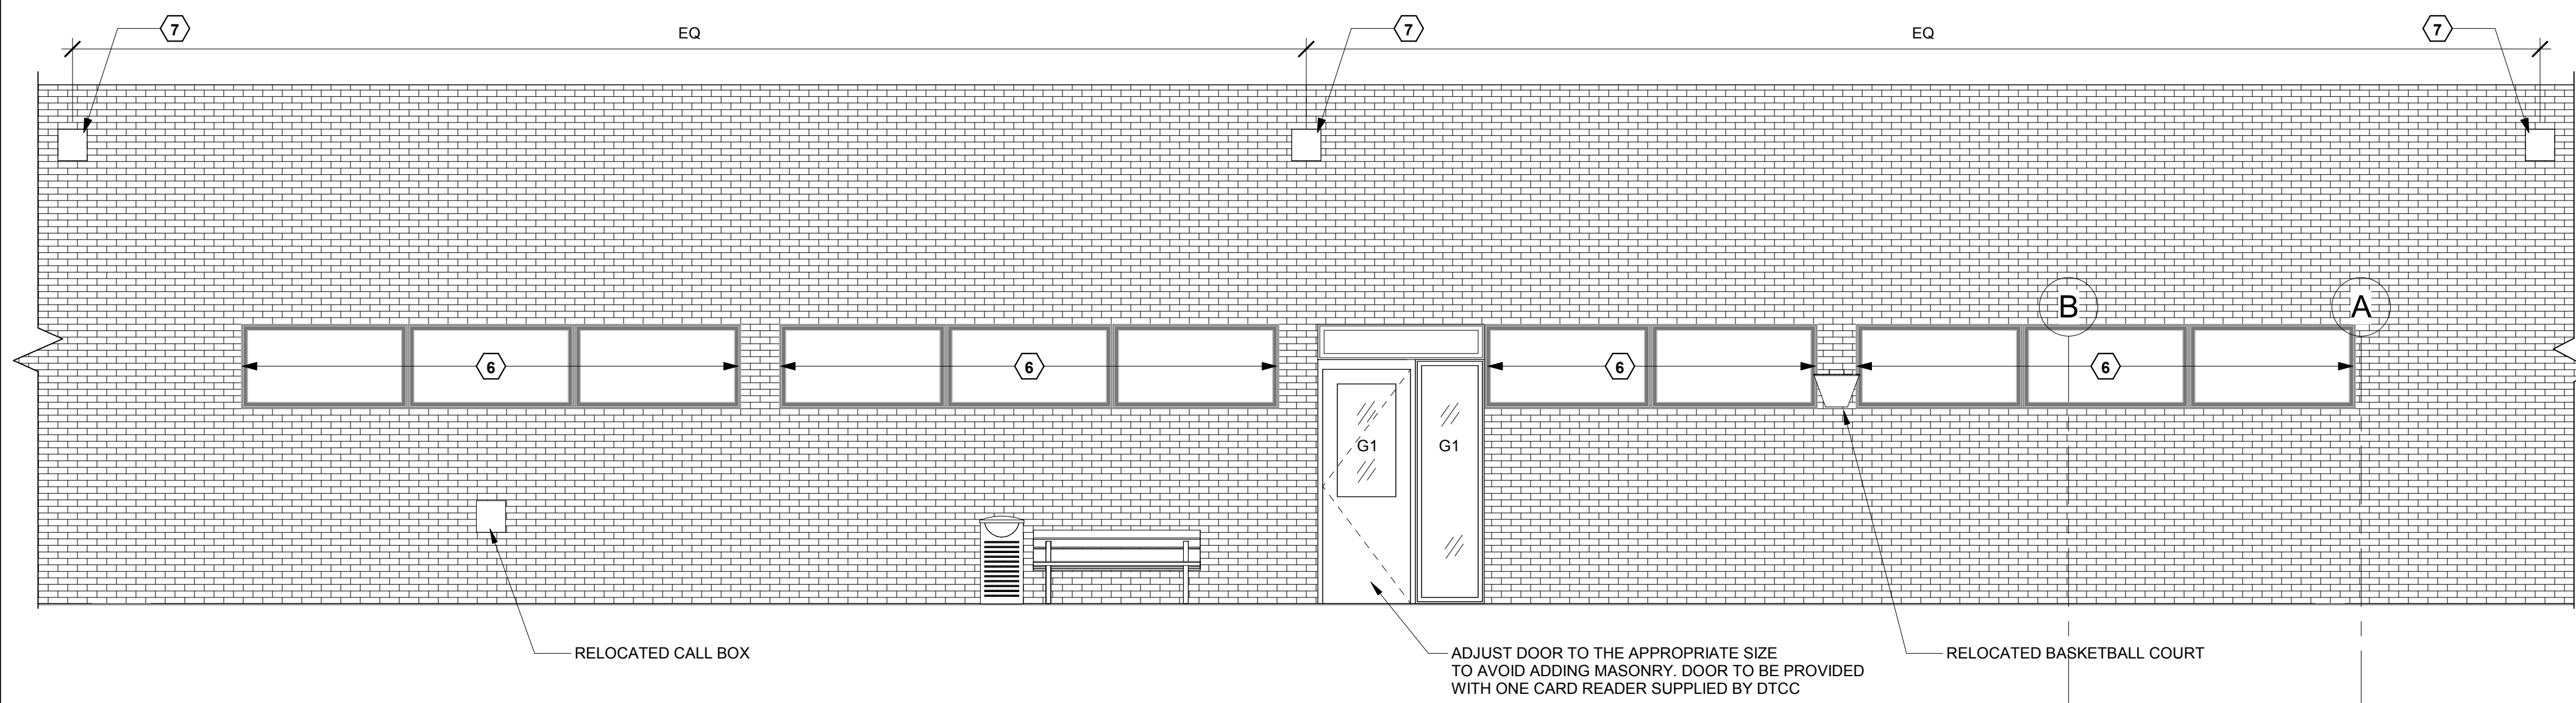 7
EQ
7
EQ
7
B
A
6
6
6
6
G1
G1
RELOCATED CALL BOX
ADJUST DOOR TO THE APPROPRIATE SIZE
TO AVOID ADDING MASONRY. DOOR TO BE PROVIDED
WITH ONE CARD READER SUPPLIED BY DTCC
RELOCATED BASKETBALL COURT